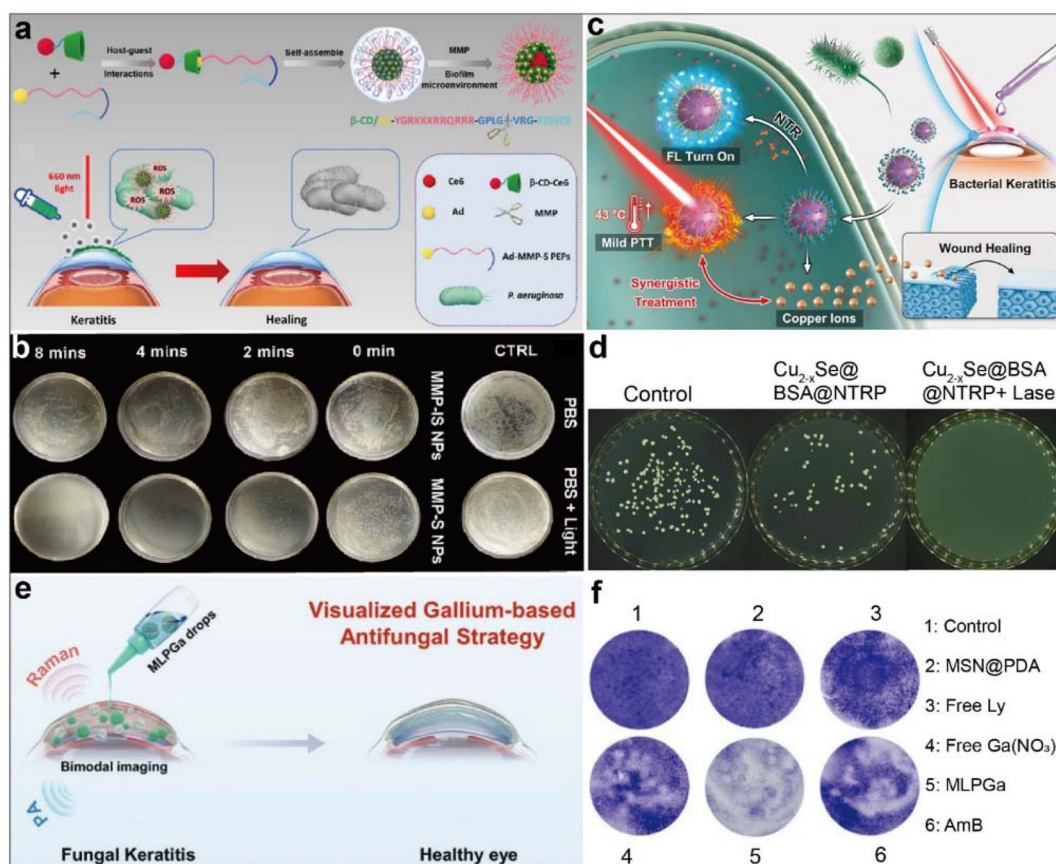 a
Host-guest
Interactions
Self-assemble
MMP
Biofilm
microenvironment
β-CD/Ad-YGRKKKRRQRRR-GPLG-VRG-EEEEEE
660 nm
light
ROS
ROS
ROS
ROS
Keratitis
Healing
Ce6
β-CD-Ce6
Ad
MMP
Ad-MMP-S PEPs
P. aeruginosa
c
NTR
FL Turn On
43 °C
Mild PTT
Synergistic
Treatment
Copper Ions
Bacterial Keratitis
Wound Healing
b
8 mins
4 mins
2 mins
0 min
CTRL
MMP-IS NPs
PBS
MMP-S NPs
PBS + Light
d
Control
Cu2-xSe@
BSA@NTRP
Cu2-xSe@BSA
@NTRP+ Lase
e
MLPGa drops
Raman
Bimodal imaging
PA
Visualized Gallium-based
Antifungal Strategy
Fungal Keratitis
Healthy eye
f
1
2
3
4
5
6
1: Control
2: MSN@PDA
3: Free Ly
4: Free Ga(NO3)
5: MLPGa
6: AmB